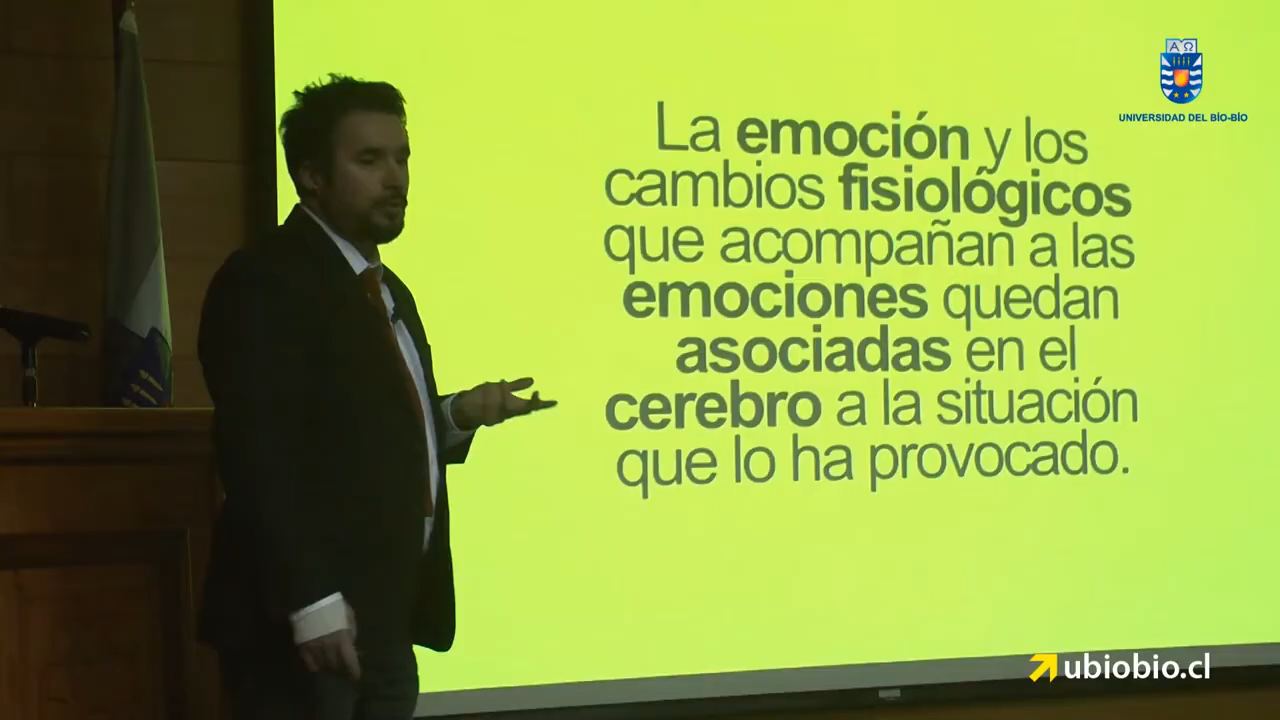 ΑΩ
UNIVERSIDAD DEL BÍO-BÍO
La emoción y los
cambios fisiológicos
que acompañan a las
emociones quedan
asociadas en el
cerebro a la situación
que lo ha provocado.
ubiobio.cl